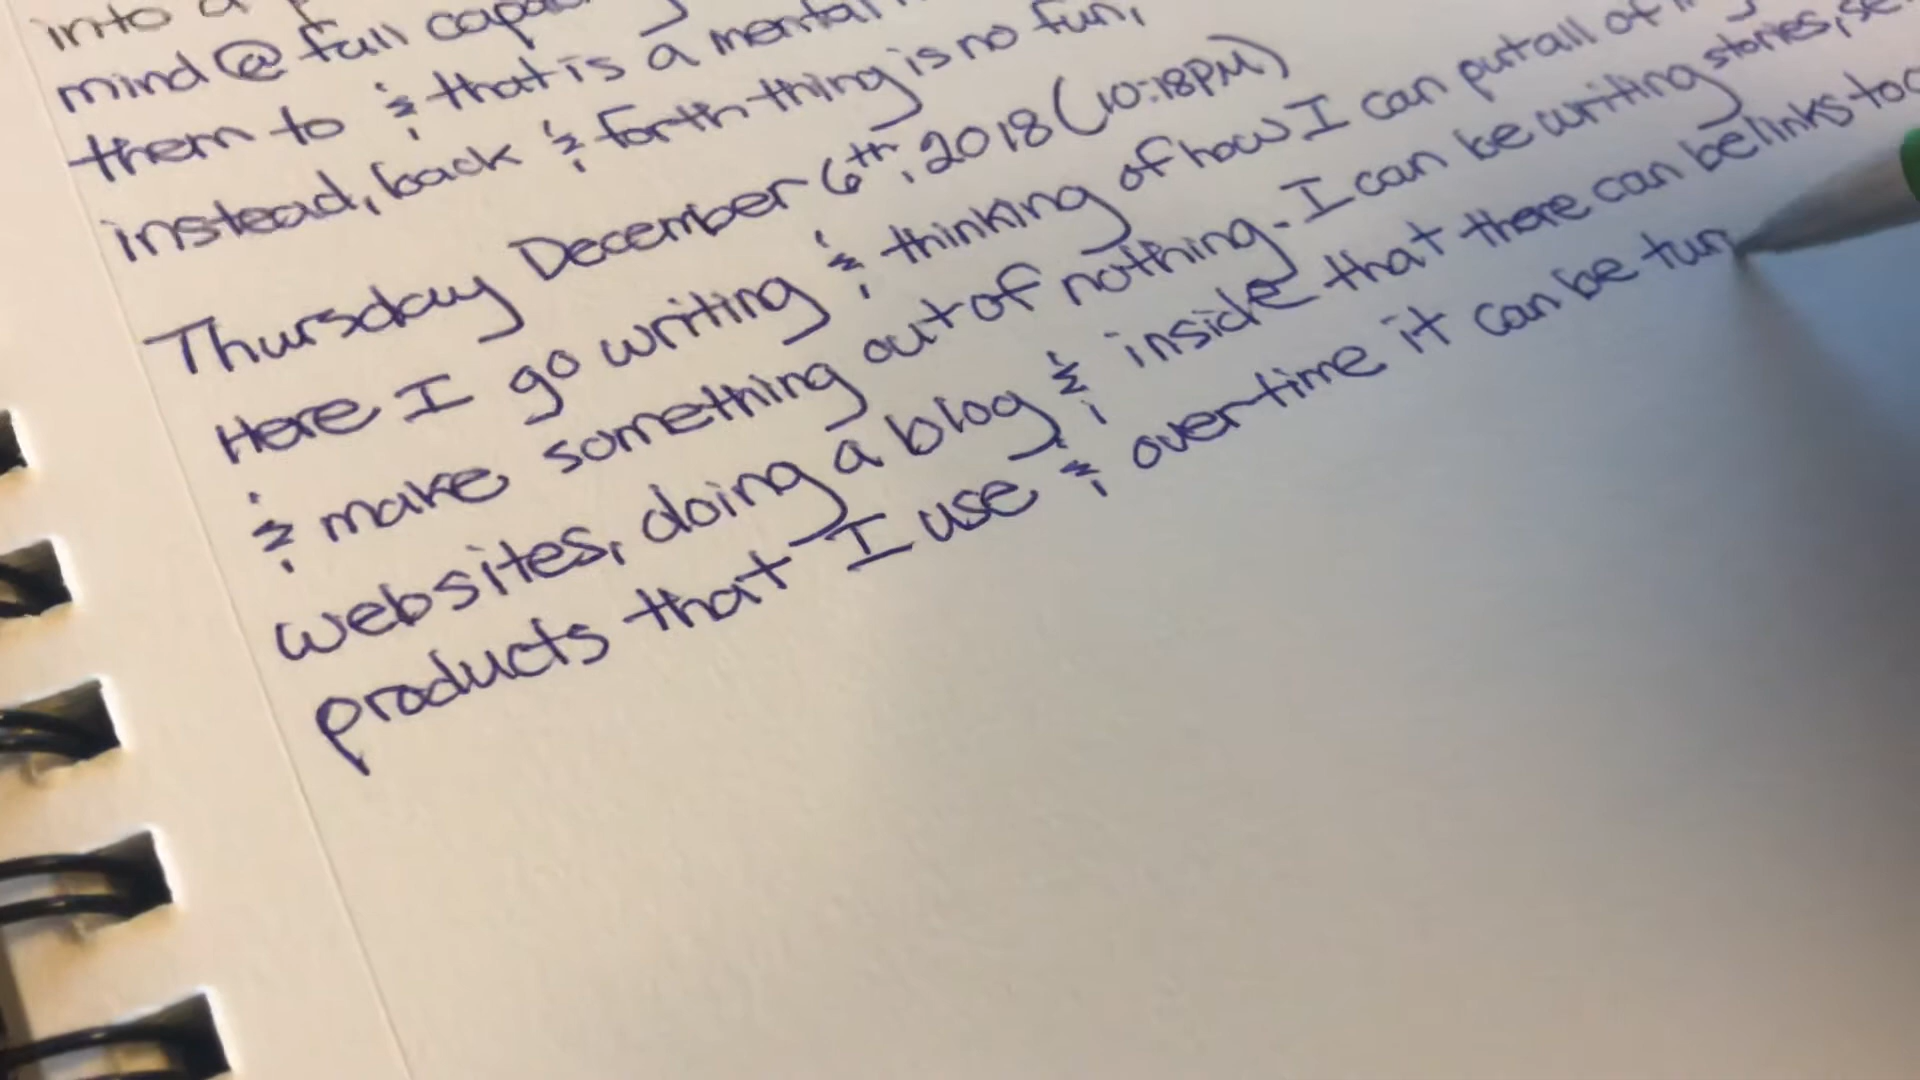 into a
mind @ full
them to & that is a mental
instead, back & forth thing is no fun,
Thursday December 6th, 2018 (10:18PM)
Here I go writing & thinking of how I can put all of
& make something out of nothing. I can be writing stories,
websites, doing a blog & inside that there can be links to
products that I use & overtime it can be tur